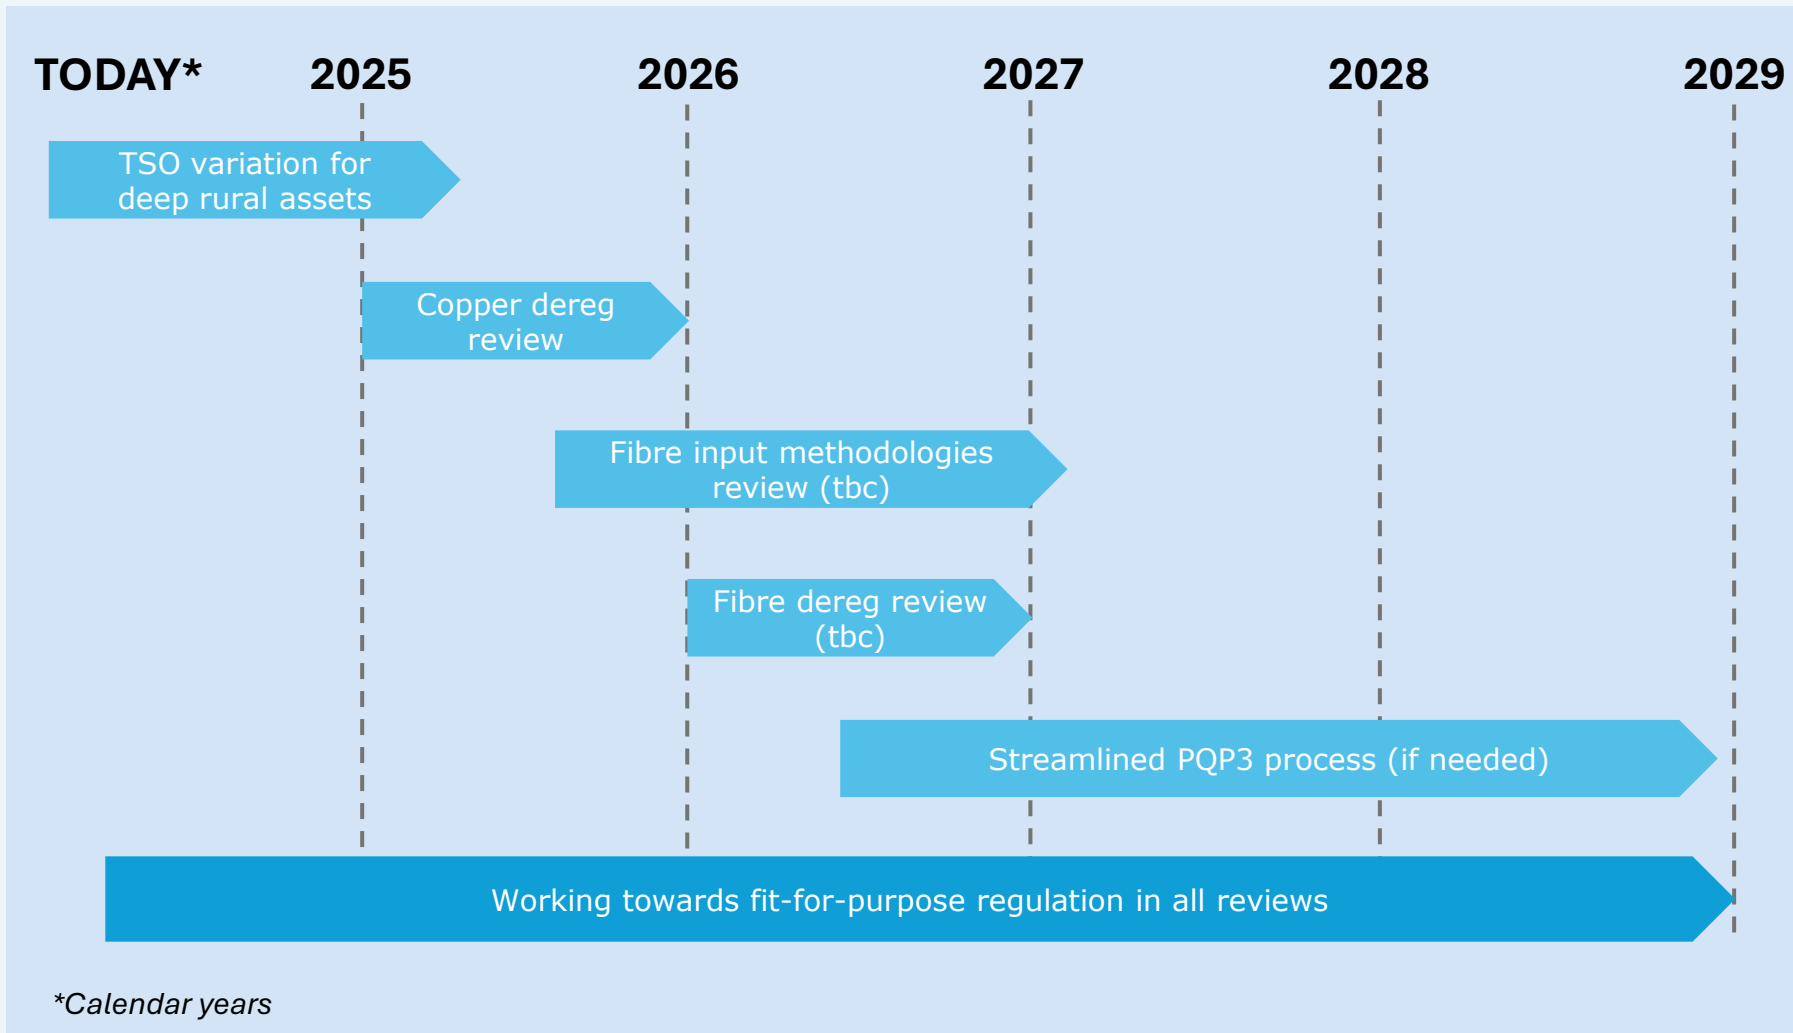 TODAY* 2025 2026 2027 2028 2029
TSO variation for
deep rural assets
Copper dereg
review
Fibre input methodologies
review (tbc)
Fibre dereg review
(tbc)
Streamlined PQP3 process (if needed)
Working towards fit-for-purpose regulation in all reviews
*Calendar years